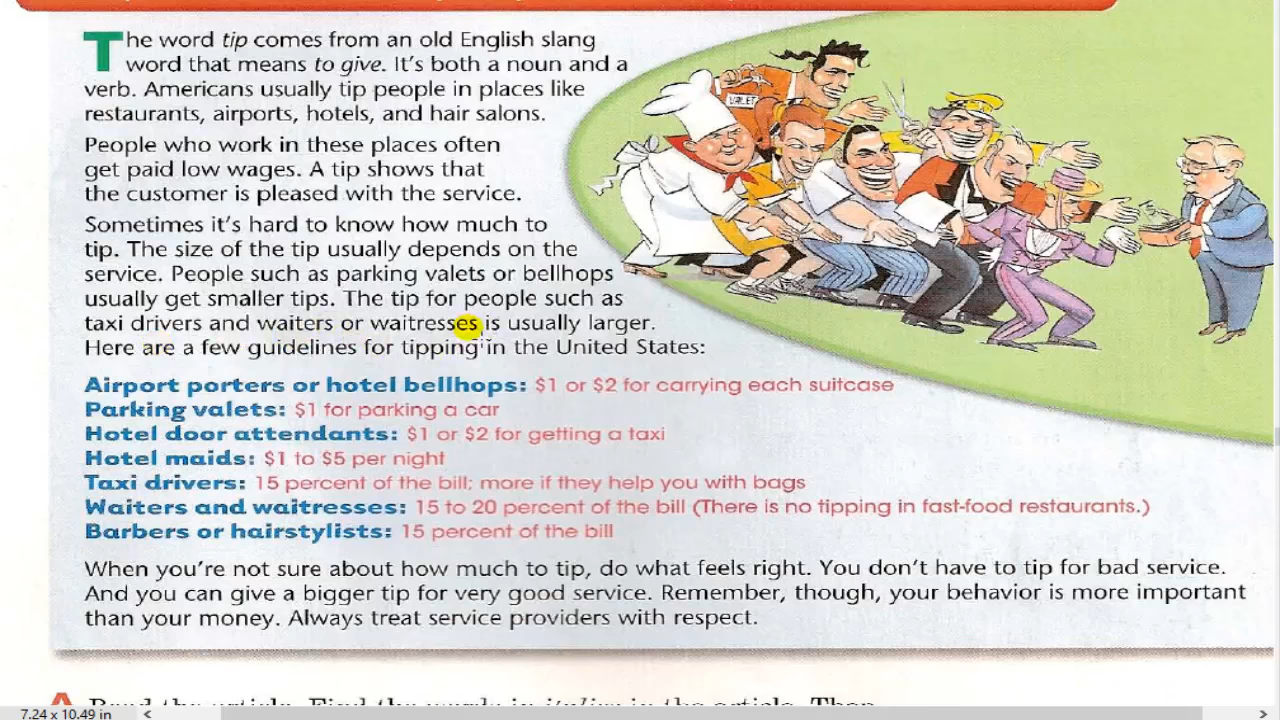 The word tip comes from an old English slang
word that means to give. It's both a noun and a
verb. Americans usually tip people in places like
restaurants, airports, hotels, and hair salons.
People who work in these places often
get paid low wages. A tip shows that
the customer is pleased with the service.
Sometimes it's hard to know how much to
tip. The size of the tip usually depends on the
service. People such as parking valets or bellhops
usually get smaller tips. The tip for people such as
taxi drivers and waiters or waitresses is usually larger.
Here are a few guidelines for tipping in the United States:
VALET
Airport porters or hotel bellhops: $1 or $2 for carrying each suitcase
Parking valets: $1 for parking a car
Hotel door attendants: $1 or $2 for getting a taxi
Hotel maids: $1 to $5 per night
Taxi drivers: 15 percent of the bill; more if they help you with bags
Waiters and waitresses: 15 to 20 percent of the bill (There is no tipping in fast-food restaurants.)
Barbers or hairstylists: 15 percent of the bill
When you're not sure about how much to tip, do what feels right. You don't have to tip for bad service.
And you can give a bigger tip for very good service. Remember, though, your behavior is more important
than your money. Always treat service providers with respect.
A Read the article. Find the words in italics in the article. Then
7.24 x 10.49 in